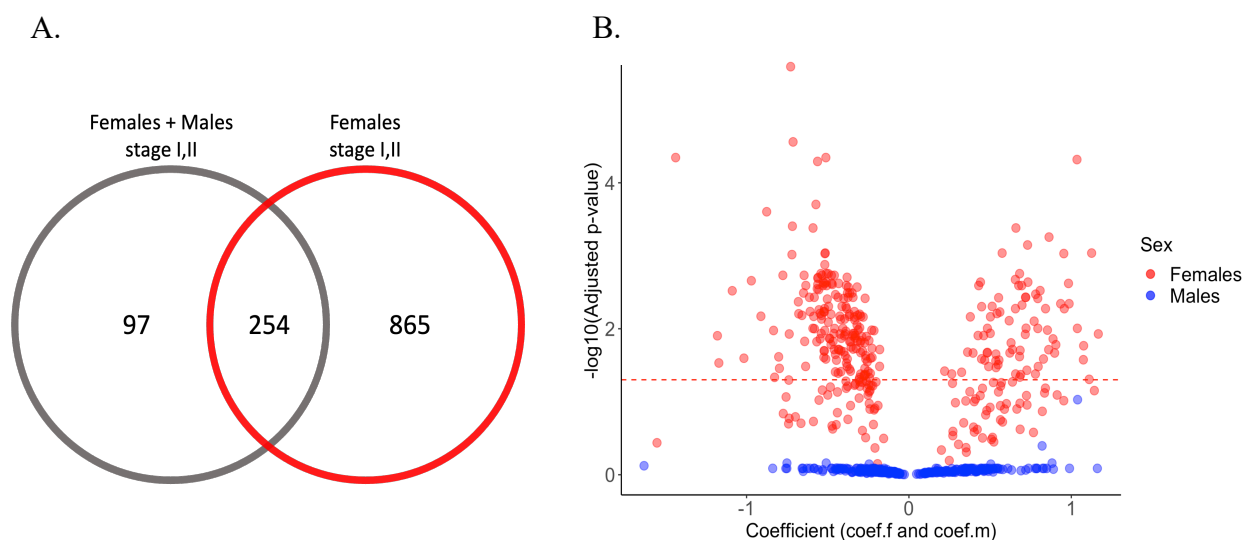 A.
B.
Females + Males
stage I,II
Females
stage I,II
97
254
865
-log10(Adjusted p-value)
4
2
0
-1
0
1
Coefficient (coef.f and coef.m)
Sex
Females
Males